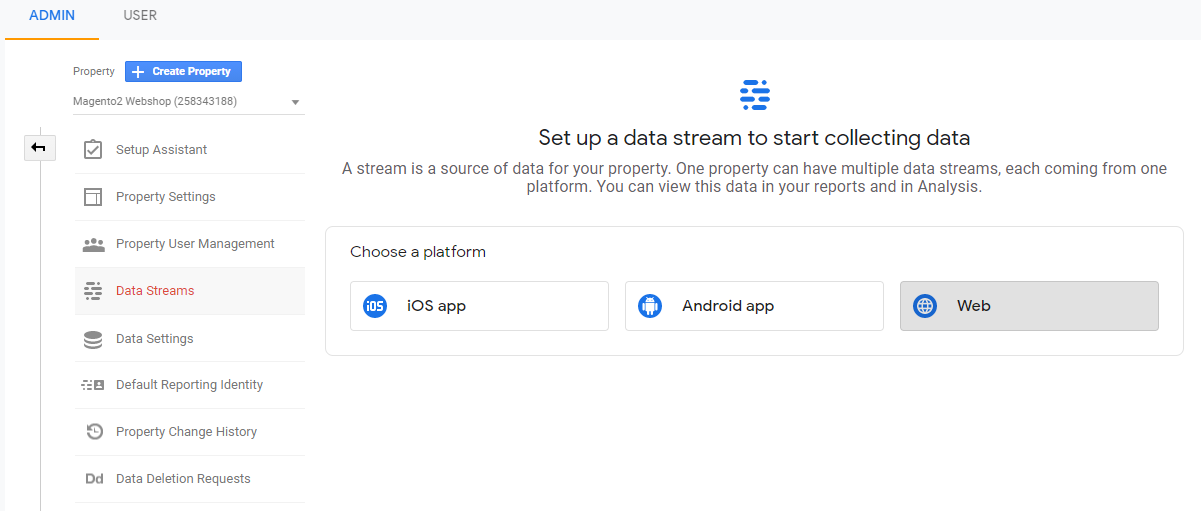 ADMIN USER
Property + Create Property
Magento2 Webshop (258343188)
Setup Assistant
Property Settings
Property User Management
Data Streams
Data Settings
Default Reporting Identity
Property Change History
Dd Data Deletion Requests
Set up a data stream to start collecting data
A stream is a source of data for your property. One property can have multiple data streams, each coming from one
platform. You can view this data in your reports and in Analysis.
Choose a platform
iOS iOS app
Android app
Web